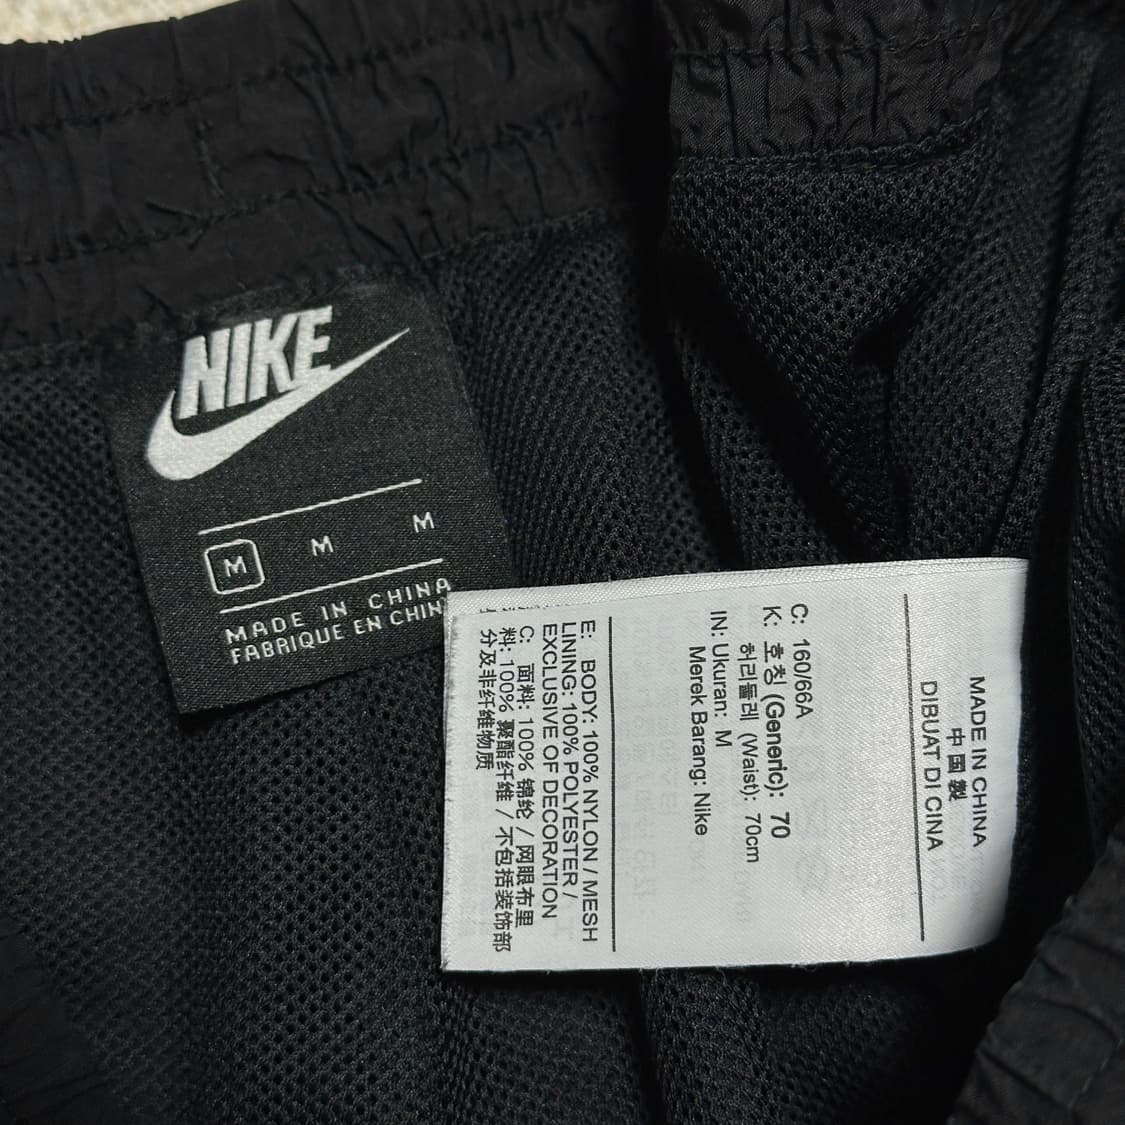 NIKE
M M M
MADE IN CHINA
FABRIQUE EN CHIN
MADE IN CHINA
中国製
DIBUAT DI CINA
C: 160/66A
K: 호칭 (Generic): 70
허리둘레 (Waist): 70cm
IN: Ukuran: M
Merek Barang: Nike
E: BODY: 100% NYLON / MESH
LINING: 100% POLYESTER /
EXCLUSIVE OF DECORATION
C: 面料: 100% 锦纶 / 网眼布里
料: 100% 聚酯纤维 / 不包括装饰部
分及非纤维物质